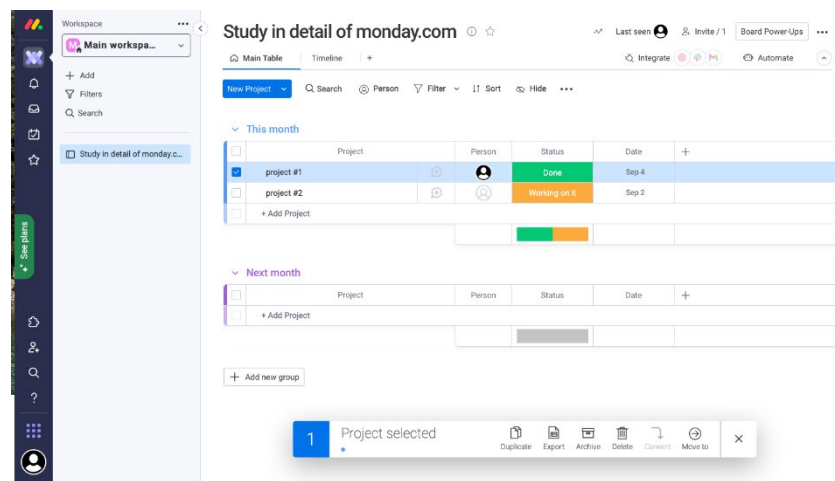 Workspace
M
Main workspa...
Add
Filters
Search
Study in detail of monday.c...
See plans
?
Study in detail of monday.com
Last seen
Invite / 1
Board Power-Ups
Main Table
Timeline
+
Integrate
Automate
New Project
Search
Person
Filter
Sort
Hide
This month
Project Person Status Date +
project #1 Done Sep 4
project #2 Working on it Sep 2
+ Add Project
Next month
Project Person Status Date +
+ Add Project
+ Add new group
1 Project selected
Duplicate Export Archive Delete Convert Move to